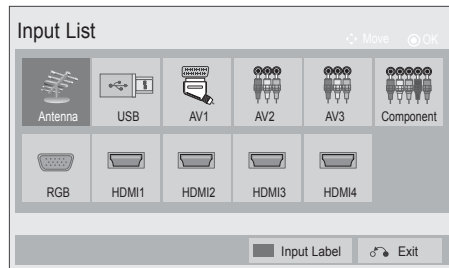 Input List
Move OK
Antenna USB AV1 AV2 AV3 Component
RGB HDMI1 HDMI2 HDMI3 HDMI4
Input Label Exit